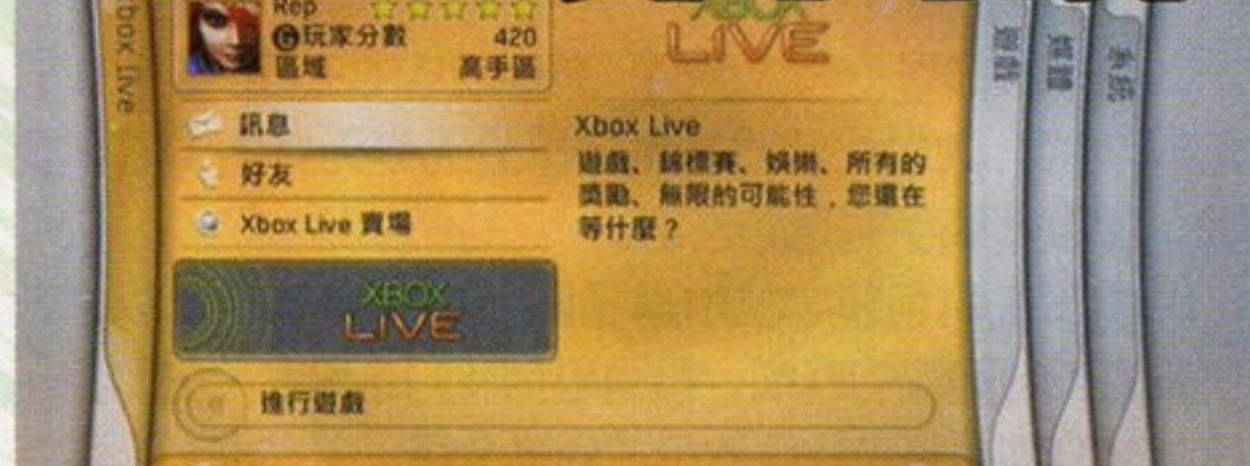 Rep
G玩家分數 420
區域 高手區
XBOX
LIVE
訊息
好友
Xbox Live 賣場
XBOX
LIVE
進行遊戲
Xbox Live
遊戲、錦標賽、娛樂、所有的
獎勵、無限的可能性，您還在
等什麼？
box Live
遊戲
媒體
系統